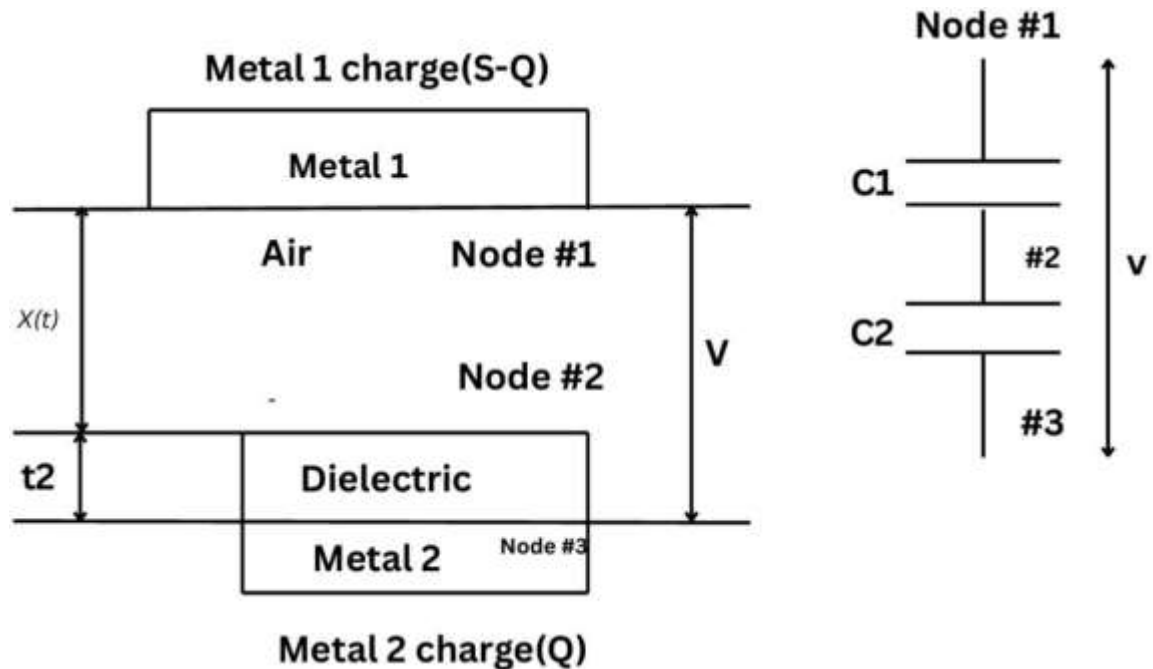 Node #1
Metal 1 charge(S-Q)
Metal 1
C1
Air
Node #1
#2
v
X(t)
C2
V
Node #2
#3
t2
Dielectric
Node #3
Metal 2
Metal 2 charge(Q)